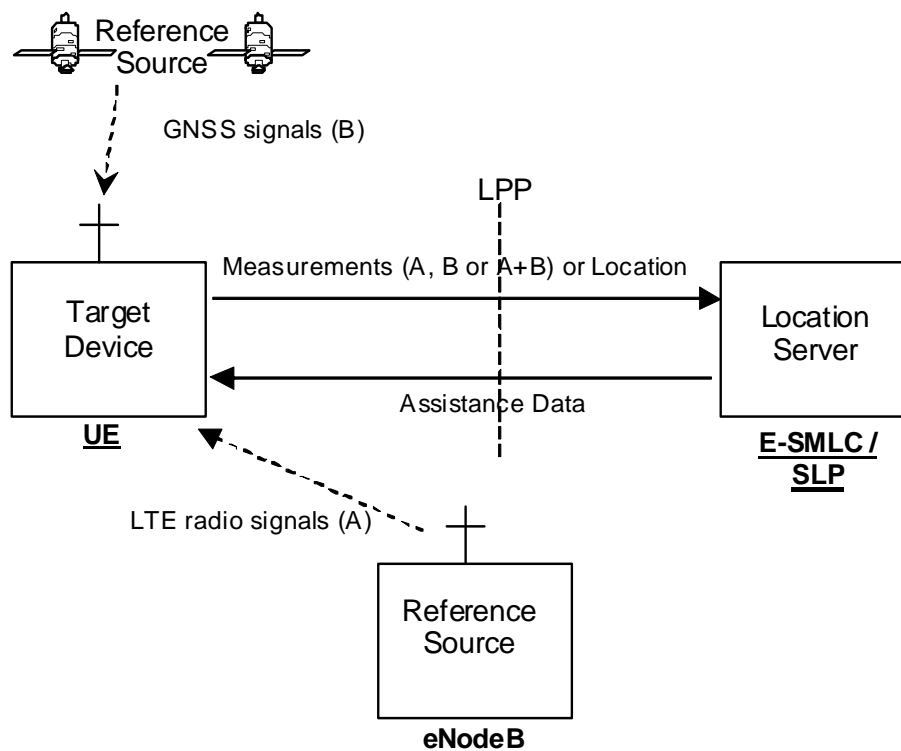 Reference
Source
GNSS signals (B)
LPP
Measurements (A, B or A+B) or Location
Target
Device
Location
Server
Assistance Data
UE
E-SMLC /
SLP
LTE radio signals (A)
Reference
Source
eNodeB